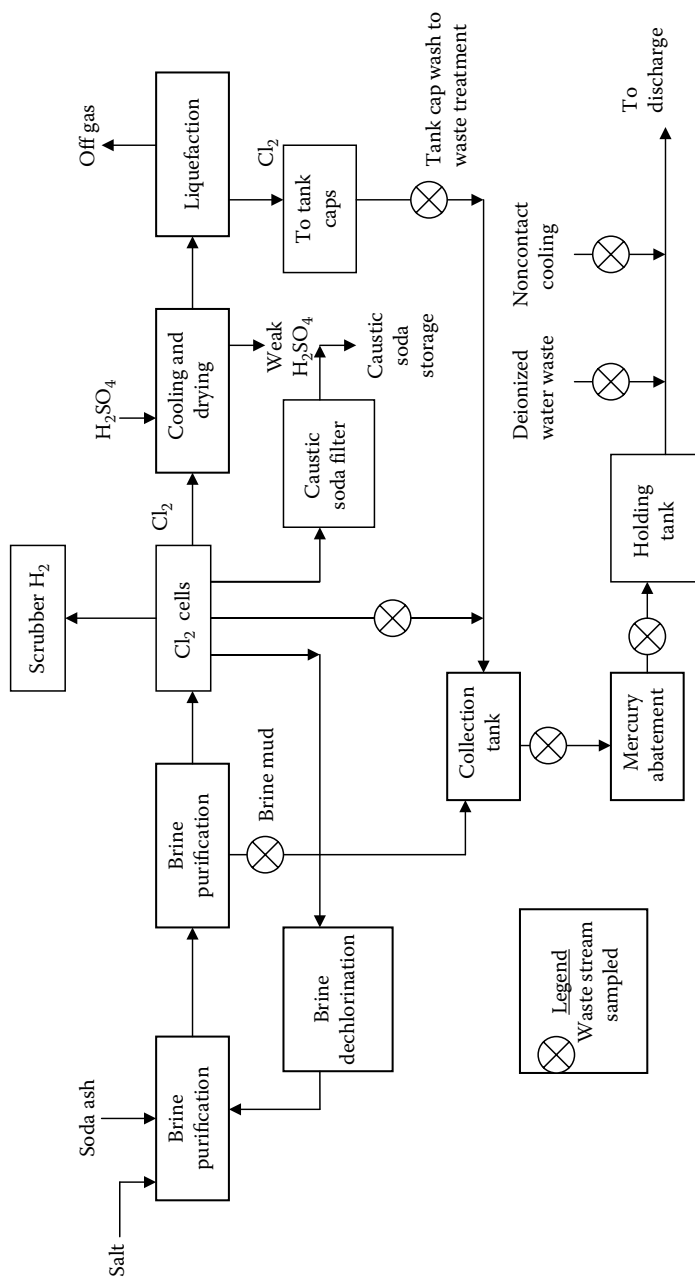 Salt
Soda ash
Brine
purification
Brine
purification
Brine mud
Brine
dechlorination
Scrubber H₂
Cl₂ cells
Cl₂
H₂SO₄
Cooling and
drying
Weak
H₂SO₄
Caustic
soda filter
Caustic
soda
storage
Off gas
Liquefaction
Cl₂
To tank
caps
Tank cap wash to
waste treatment
Collection
tank
Mercury
abatement
Holding
tank
Deionized
water waste
Noncontact
cooling
To
discharge
Legend
Waste stream
sampled